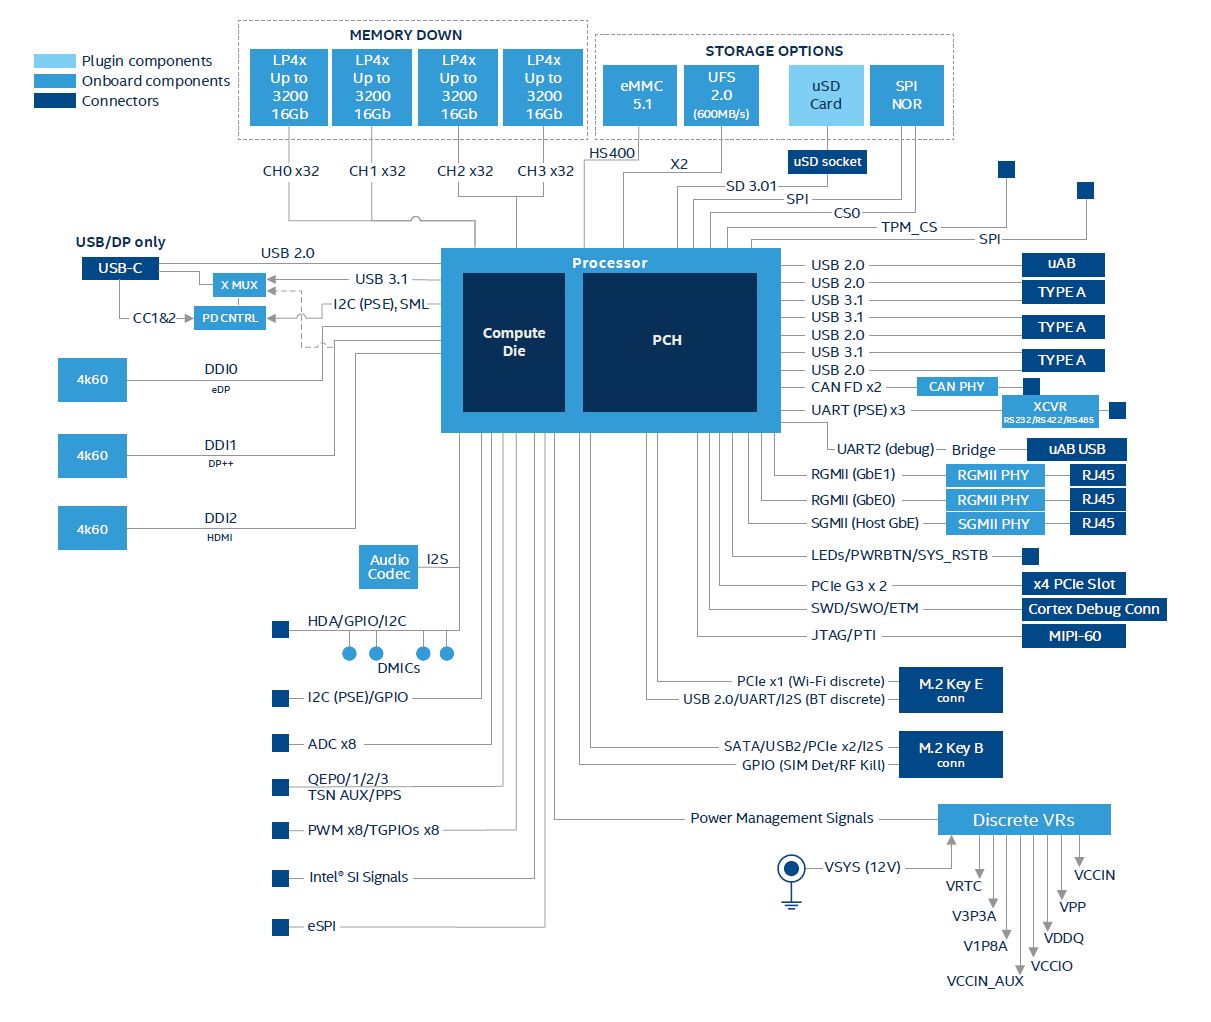 MEMORY DOWN
STORAGE OPTIONS
Plugin components
Onboard components
Connectors
LP4x
Up to
3200
16Gb
LP4x
Up to
3200
16Gb
LP4x
Up to
3200
16Gb
LP4x
Up to
3200
16Gb
eMMC
5.1
UFS
2.0
(600MB/s)
uSD
Card
SPI
NOR
uSD socket
HS400
X2
SD 3.01
SPI
CS0
TPM_CS
SPI
CH0 x32
CH1 x32
CH2 x32
CH3 x32
USB/DP only
USB-C
USB 2.0
X MUX
USB 3.1
PD CNTRL
I2C (PSE), SML
CC1&2
Processor
Compute
Die
PCH
4k60
DDI0
eDP
4k60
DDI1
DP++
4k60
DDI2
HDMI
Audio
Codec
I2S
HDA/GPIO/I2C
DMICs
I2C (PSE)/GPIO
ADC x8
QEP0/1/2/3
TSN AUX/PPS
PWM x8/TGPIOs x8
Intel® SI Signals
eSPI
USB 2.0
uAB
USB 2.0
USB 3.1
TYPE A
USB 3.1
USB 2.0
TYPE A
USB 3.1
USB 2.0
TYPE A
CAN FD x2
CAN PHY
UART (PSE) x3
XCVR
RS232/RS422/RS485
UART2 (debug)
Bridge
uAB USB
RGMII (GbE1)
RGMII PHY
RJ45
RGMII (GbE0)
RGMII PHY
RJ45
SGMII (Host GbE)
SGMII PHY
RJ45
LEDs/PWRBTN/SYS_RSTB
PCIe G3 x 2
x4 PCIe Slot
SWD/SWO/ETM
Cortex Debug Conn
JTAG/PTI
MIPI-60
PCIe x1 (Wi-Fi discrete)
USB 2.0/UART/I2S (BT discrete)
M.2 Key E
conn
SATA/USB2/PCIe x2/I2S
GPIO (SIM Det/RF Kill)
M.2 Key B
conn
Power Management Signals
Discrete VRs
VSYS (12V)
VRTC
V3P3A
V1P8A
VCCIN_AUX
VCCIO
VDDQ
VPP
VCCIN